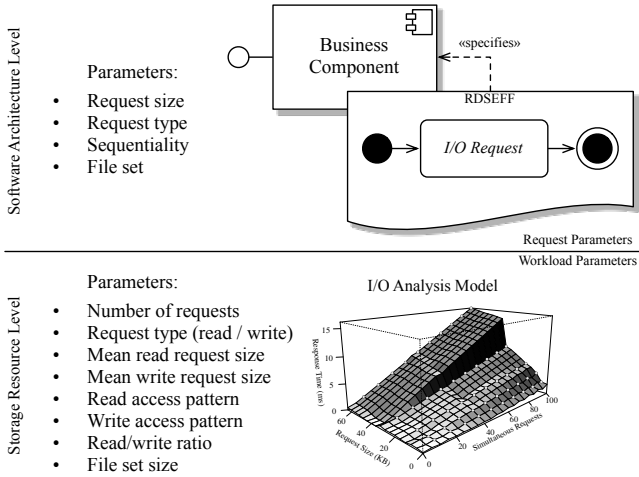 Software Architecture Level
Parameters:
• Request size
• Request type
• Sequentiality
• File set
Business
Component
«specifies»
RDSEFF
I/O Request
Request Parameters
Workload Parameters
Storage Resource Level
Parameters:
• Number of requests
• Request type (read / write)
• Mean read request size
• Mean write request size
• Read access pattern
• Write access pattern
• Read/write ratio
• File set size
I/O Analysis Model
Response Time (ms)
15
10
5
0
Request Size (KB)
60
40
20
0
Simultaneous Requests
0
20
40
60
80
100